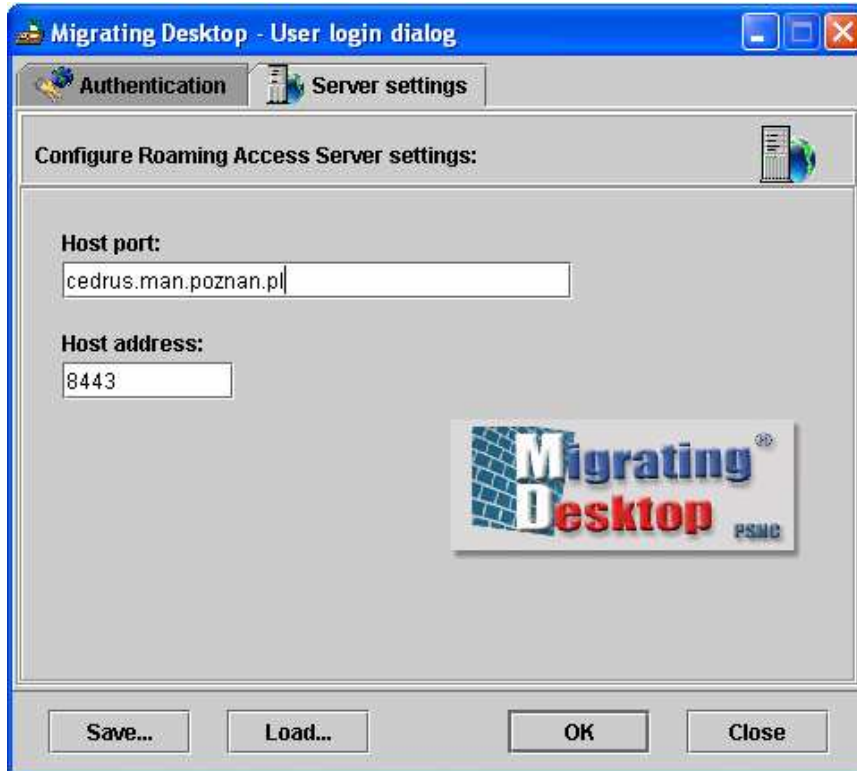 Migrating Desktop - User login dialog
Authentication Server settings
Configure Roaming Access Server settings:
Host port:
cedrus.man.poznan.pl
Host address:
8443
Migrating ®
Desktop PSNC
Save... Load... OK Close